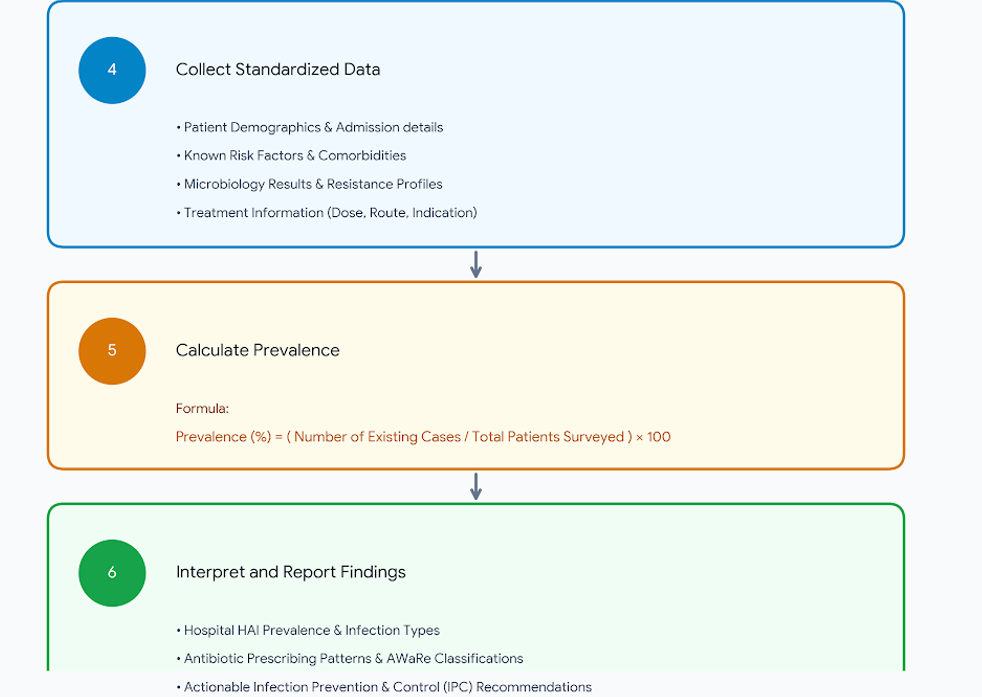 4
Collect Standardized Data
• Patient Demographics & Admission details
• Known Risk Factors & Comorbidities
• Microbiology Results & Resistance Profiles
• Treatment Information (Dose, Route, Indication)
5
Calculate Prevalence
Formula:
Prevalence (%) = ( Number of Existing Cases / Total Patients Surveyed ) × 100
6
Interpret and Report Findings
• Hospital HAI Prevalence & Infection Types
• Antibiotic Prescribing Patterns & AWaRe Classifications
• Actionable Infection Prevention & Control (IPC) Recommendations